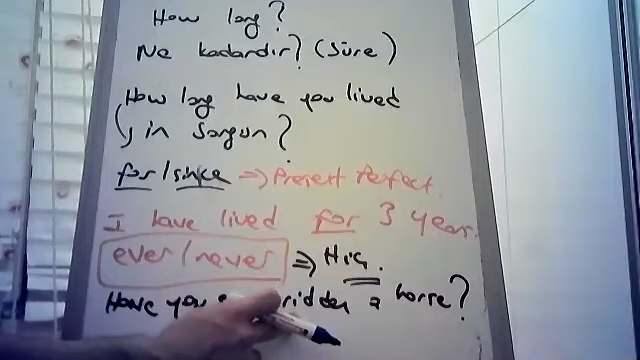 How long?
Ne kadardır? (Süre)
How long have you lived
in Sorgun?
for/since => Present Perfect
I have lived for 3 year.
ever/never => Hiç.
Have you ridden a horse?